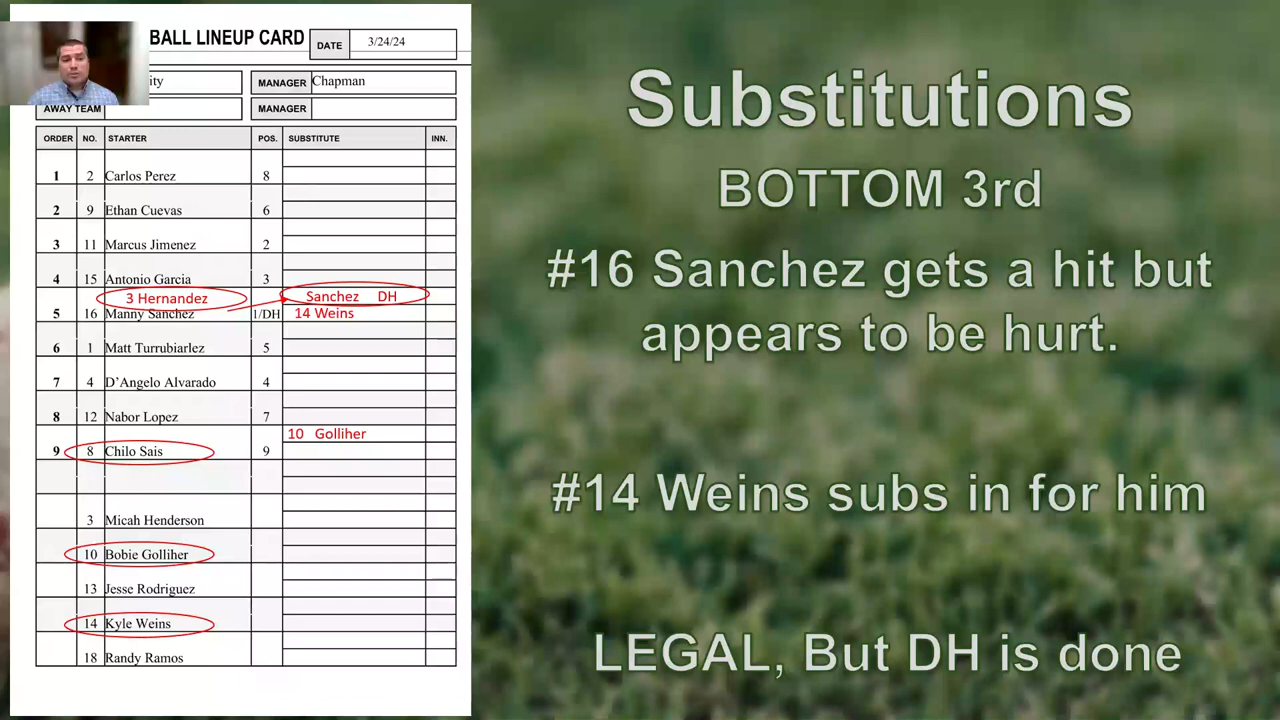 BALL LINEUP CARD
DATE 3/24/24
ity MANAGER Chapman
AWAY TEAM MANAGER
ORDER NO. STARTER POS. SUBSTITUTE INN.
1 2 Carlos Perez 8
2 9 Ethan Cuevas 6
3 11 Marcus Jimenez 2
4 15 Antonio Garcia 3
3 Hernandez Sanchez DH
5 16 Manny Sanchez 1/DH 14 Weins
6 1 Matt Turrubiarlez 5
7 4 D'Angelo Alvarado 4
8 12 Nabor Lopez 7
10 Golliher
9 8 Chilo Sais 9
3 Micah Henderson
10 Bobie Golliher
13 Jesse Rodriguez
14 Kyle Weins
18 Randy Ramos
Substitutions
BOTTOM 3rd
#16 Sanchez gets a hit but
appears to be hurt.
#14 Weins subs in for him
LEGAL, But DH is done